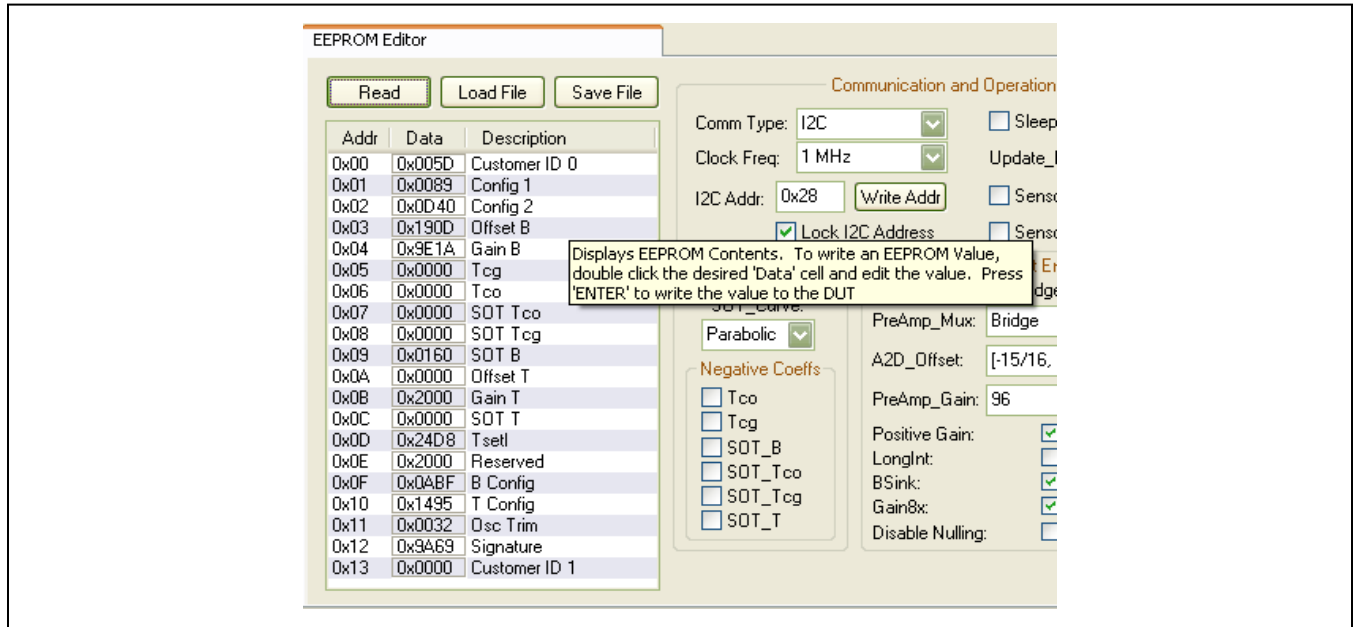 EEPROM Editor
Read Load File Save File
Addr Data Description
0x00 0x005D Customer ID 0
0x01 0x0089 Config 1
0x02 0x0D40 Config 2
0x03 0x190D Offset B
0x04 0x9E1A Gain B
0x05 0x0000 Tcg
0x06 0x0000 Tco
0x07 0x0000 SOT Tco
0x08 0x0000 SOT Tcg
0x09 0x0160 SOT B
0x0A 0x0000 Offset T
0x0B 0x2000 Gain T
0x0C 0x0000 SOT T
0x0D 0x24D8 Tsetl
0x0E 0x2000 Reserved
0x0F 0x0ABF B Config
0x10 0x1495 T Config
0x11 0x0032 Osc Trim
0x12 0x9A69 Signature
0x13 0x0000 Customer ID 1
Communication and Operation
Comm Type: I2C
Sleep
Clock Freq: 1 MHz
Update_
I2C Addr: 0x28 Write Addr
Senso
Lock I2C Address
Senso
Displays EEPROM Contents. To write an EEPROM Value,
double click the desired 'Data' cell and edit the value. Press
'ENTER' to write the value to the DUT
Parabolic
Negative Coeffs
Tco
Tcg
SOT_B
SOT_Tco
SOT_Tcg
SOT_T
PreAmp_Mux: Bridge
A2D_Offset: [-15/16,
PreAmp_Gain: 96
Positive Gain:
LongInt:
BSink:
Gain8x:
Disable Nulling: